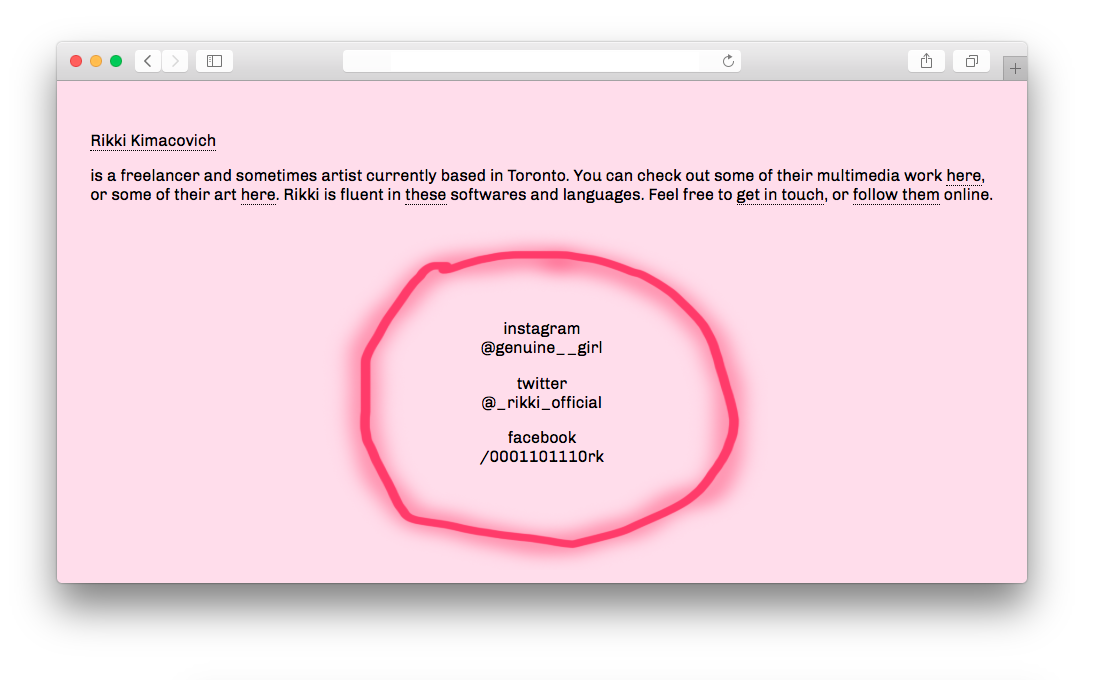 Rikki Kimacovich
is a freelancer and sometimes artist currently based in Toronto. You can check out some of their multimedia work here,
or some of their art here. Rikki is fluent in these softwares and languages. Feel free to get in touch, or follow them online.
instagram
@genuine__girl
twitter
@_rikki_official
facebook
/0001101110rk